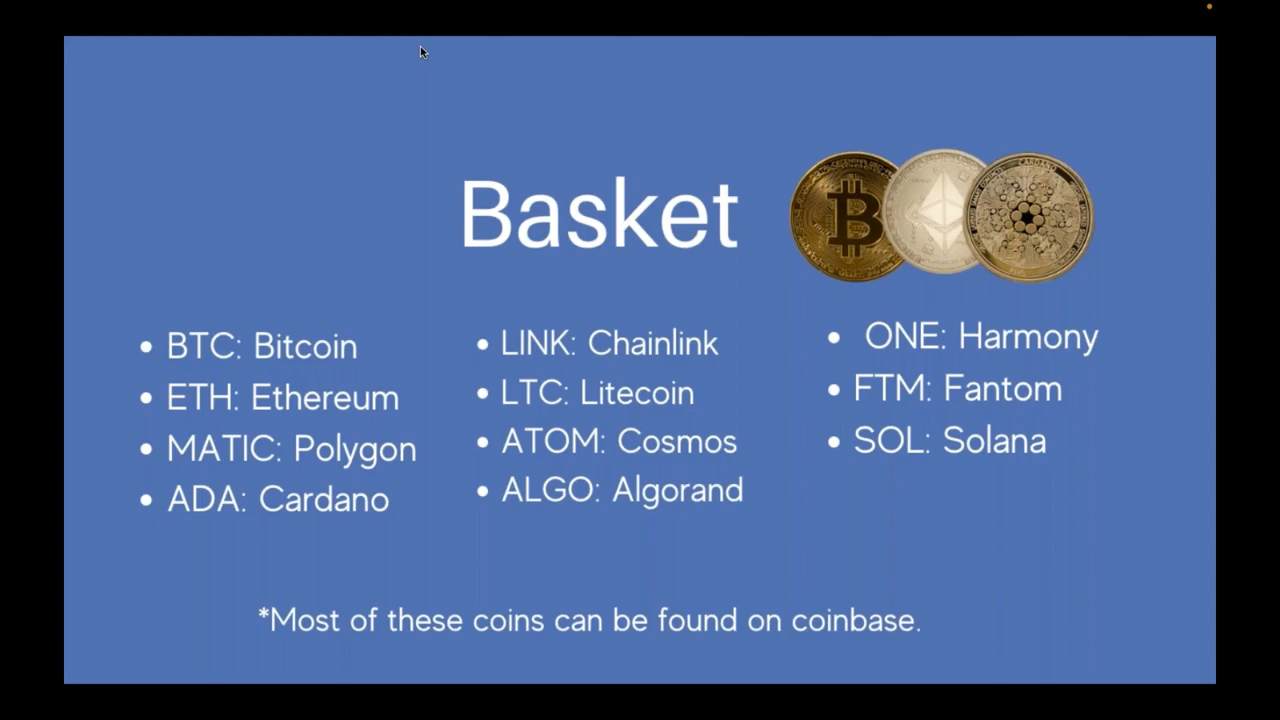 Basket
• BTC: Bitcoin
• ETH: Ethereum
• MATIC: Polygon
• ADA: Cardano
• LINK: Chainlink
• LTC: Litecoin
• ATOM: Cosmos
• ALGO: Algorand
• ONE: Harmony
• FTM: Fantom
• SOL: Solana
*Most of these coins can be found on coinbase.
CARDANO